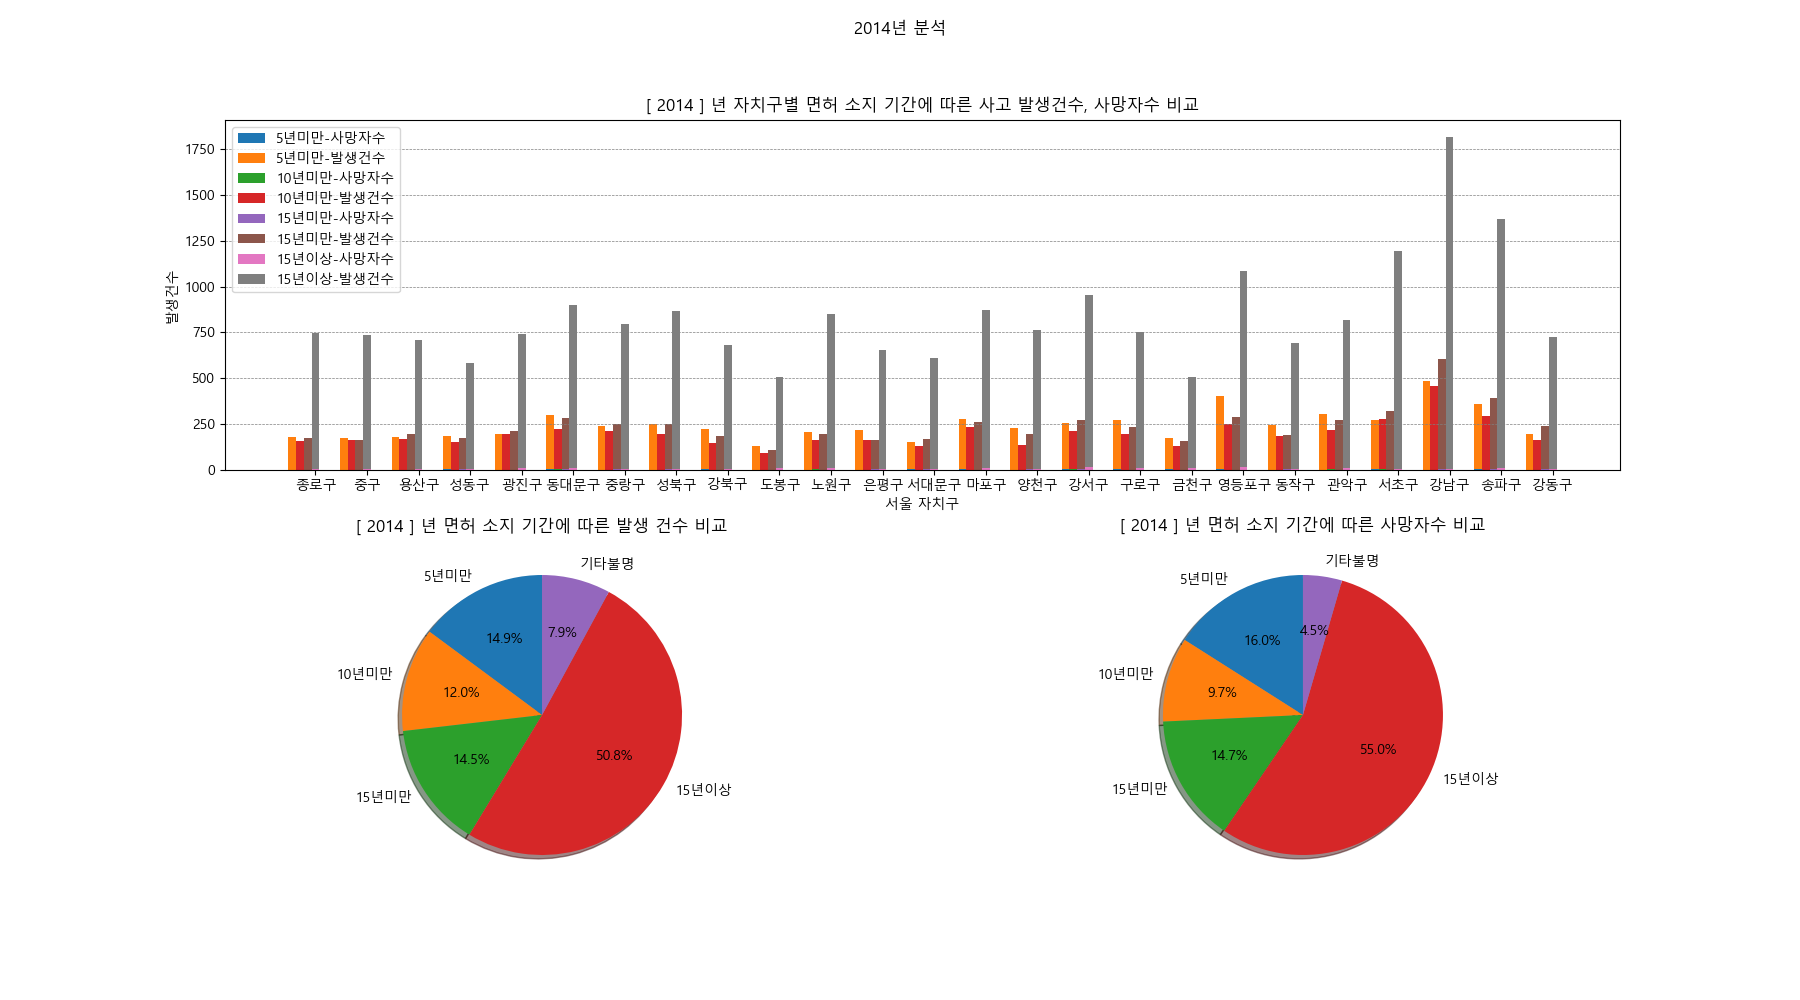 2014년 분석
[ 2014 ] 년 자치구별 면허 소지 기간에 따른 사고 발생건수, 사망자수 비교
5년미만-사망자수
5년미만-발생건수
10년미만-사망자수
10년미만-발생건수
15년미만-사망자수
15년미만-발생건수
15년이상-사망자수
15년이상-발생건수
발생건수
1750
1500
1250
1000
750
500
250
0
종로구 중구 용산구 성동구 광진구 동대문구 중랑구 성북구 강북구 도봉구 노원구 은평구 서대문구 마포구 양천구 강서구 구로구 금천구 영등포구 동작구 관악구 서초구 강남구 송파구 강동구
서울 자치구
[ 2014 ] 년 면허 소지 기간에 따른 발생 건수 비교
기타불명
5년미만
7.9%
14.9%
10년미만
12.0%
14.5%
50.8%
15년이상
15년미만
[ 2014 ] 년 면허 소지 기간에 따른 사망자수 비교
기타불명
5년미만
4.5%
16.0%
10년미만
9.7%
55.0%
14.7%
15년이상
15년미만